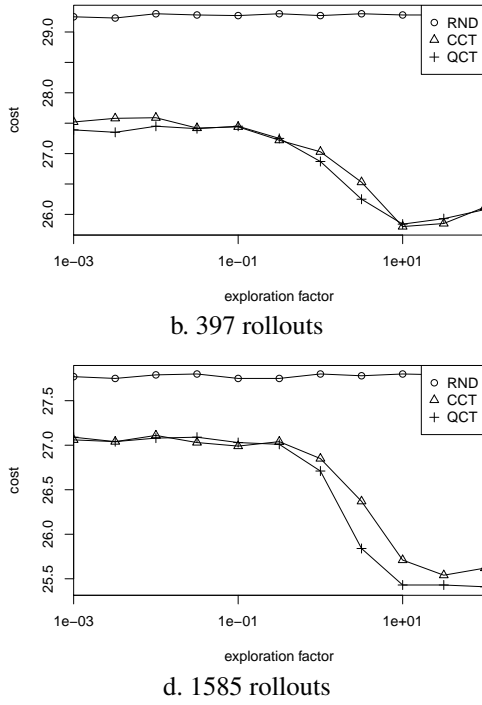 RND
CCT
QCT
29.0
28.0
27.0
26.0
cost
1e-03
1e-01
1e+01
exploration factor
b. 397 rollouts
RND
CCT
QCT
27.5
27.0
26.5
26.0
25.5
cost
1e-03
1e-01
1e+01
exploration factor
d. 1585 rollouts